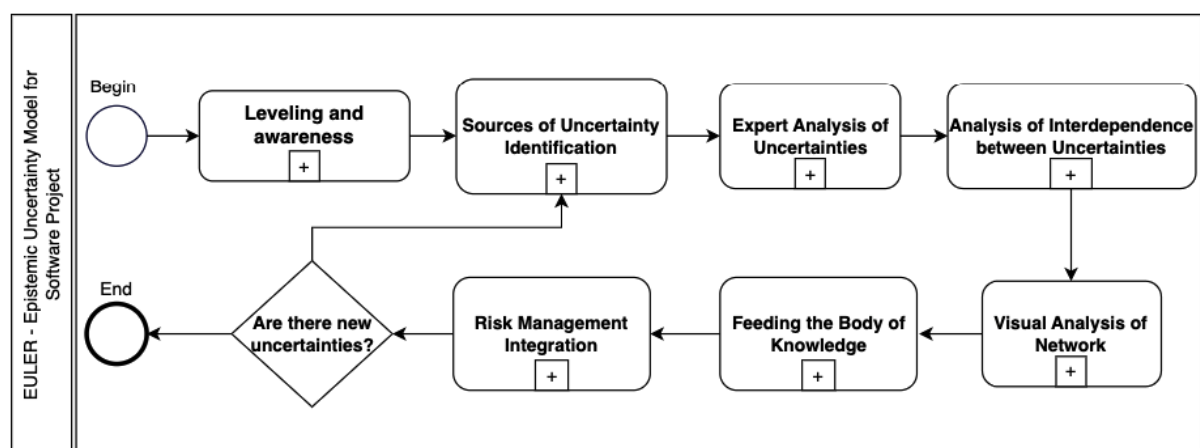 EULER - Epistemic Uncertainty Model for
Software Project
Begin
Leveling and
awareness
+
Sources of Uncertainty
Identification
+
Expert Analysis of
Uncertainties
+
Analysis of Interdependence
between Uncertainties
+
End
Are there new
uncertainties?
Risk Management
Integration
+
Feeding the Body of
Knowledge
+
Visual Analysis of
Network
+